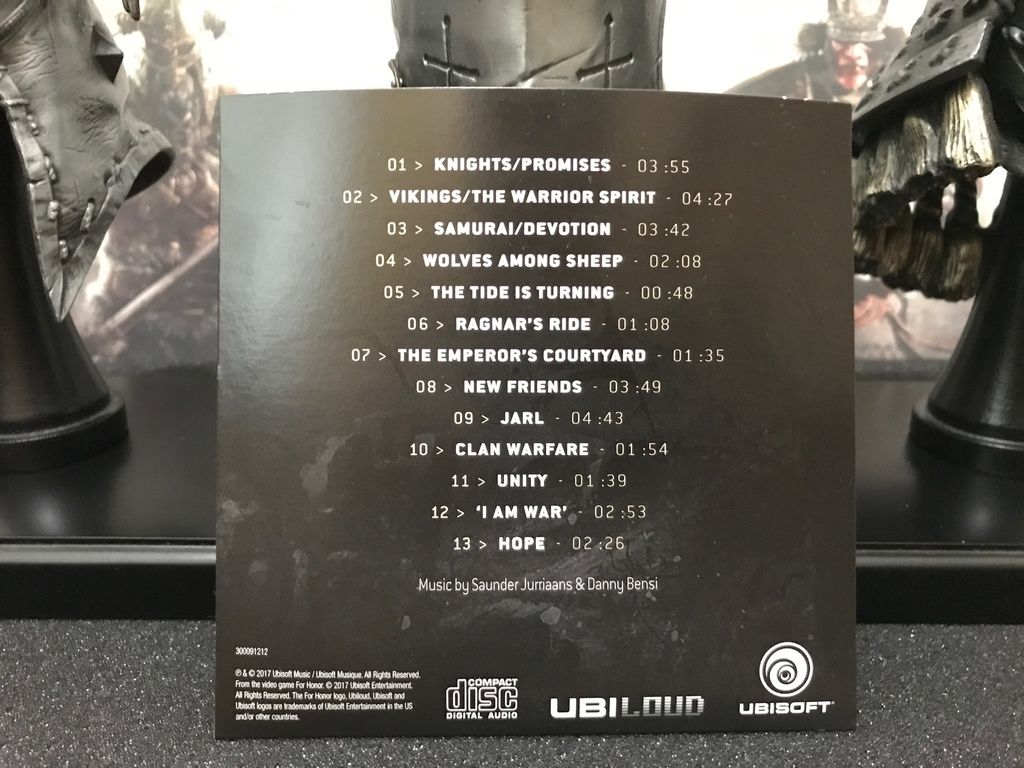 01 > KNIGHTS/PROMISES - 03:55
02 > VIKINGS/THE WARRIOR SPIRIT - 04:27
03 > SAMURAI/DEVOTION - 03:42
04 > WOLVES AMONG SHEEP - 02:08
05 > THE TIDE IS TURNING - 00:48
06 > RAGNAR'S RIDE - 01:08
07 > THE EMPEROR'S COURTYARD - 01:35
08 > NEW FRIENDS - 03:49
09 > JARL - 04:43
10 > CLAN WARFARE - 01:54
11 > UNITY - 01:39
12 > 'I AM WAR' - 02:53
13 > HOPE - 02:26
Music by Saunder Jurriaans & Danny Bensi
300091212
℗ & © 2017 Ubisoft Music / Ubisoft Musique. All Rights Reserved.
From the video game For Honor. © 2017 Ubisoft Entertainment.
All Rights Reserved. The For Honor logo, Ubiloud, Ubisoft and
Ubisoft logos are trademarks of Ubisoft Entertainment in the US
and/or other countries.
COMPACT
disc
DIGITAL AUDIO
UBILOUD
UBISOFT